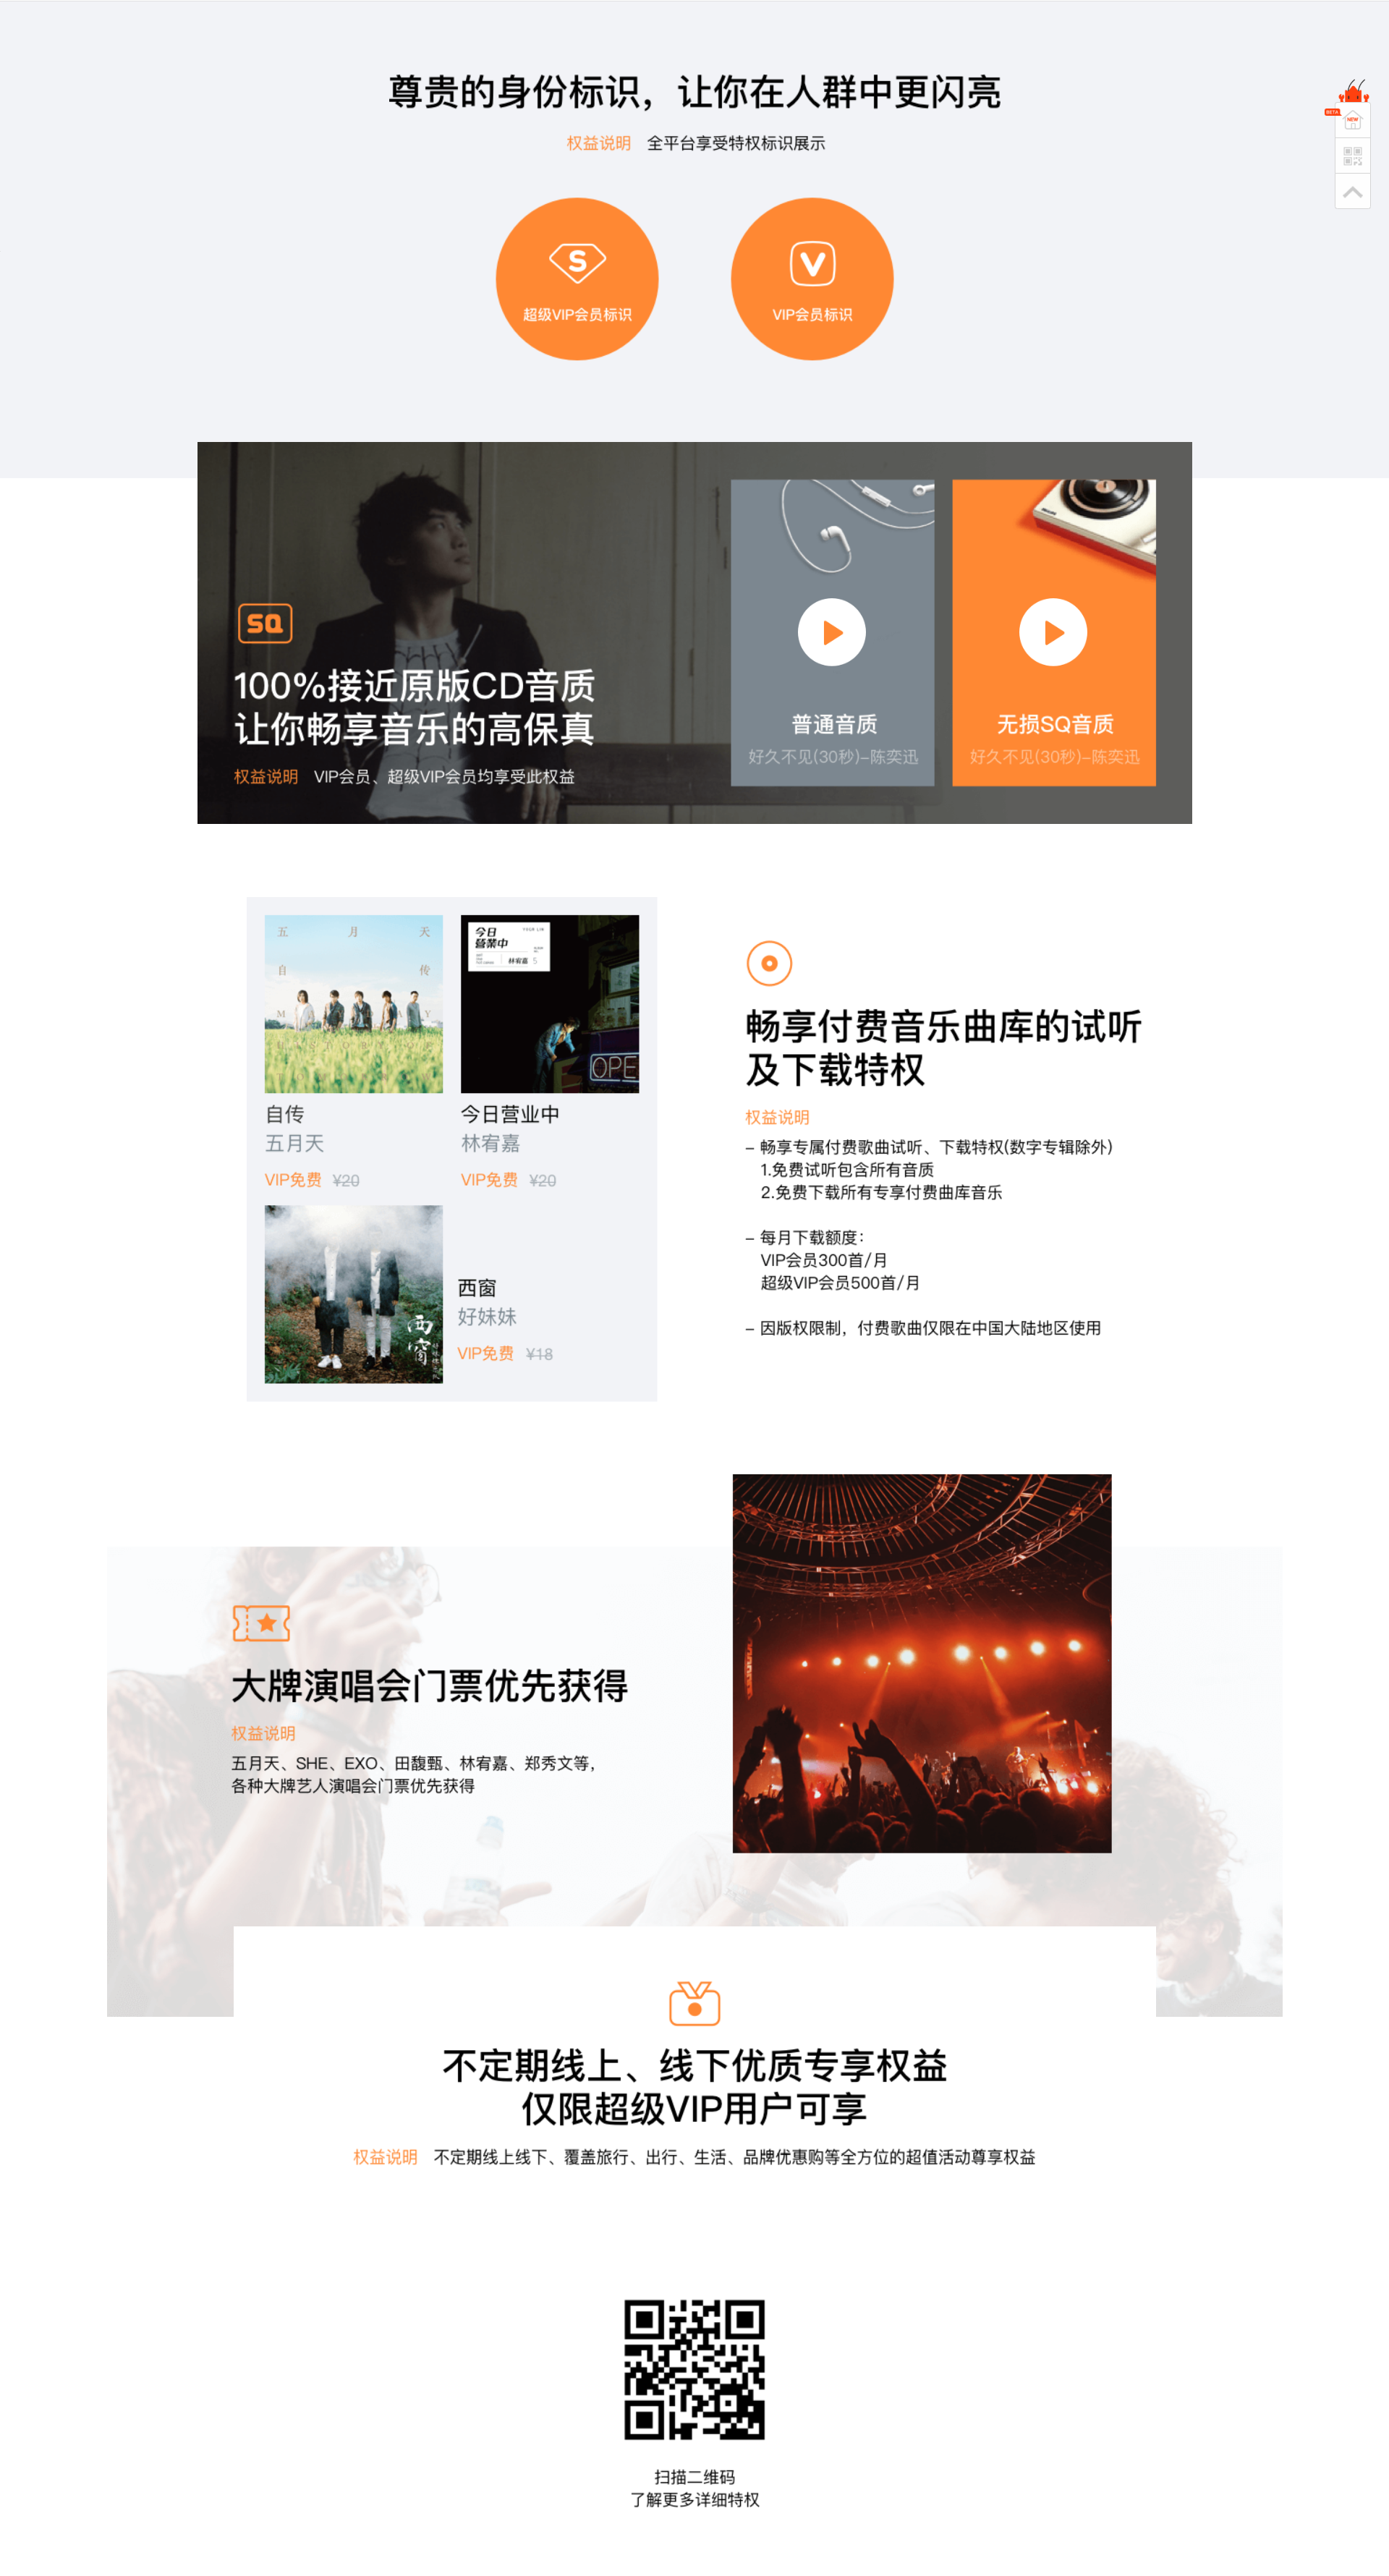 尊贵的身份标识，让你在人群中更闪亮
权益说明 全平台享受特权标识展示
BETA
NEW
S
超级VIP会员标识
V
VIP会员标识
SQ
100%接近原版CD音质
让你畅享音乐的高保真
权益说明 VIP会员、超级VIP会员均享受此权益
普通音质
好久不见(30秒)-陈奕迅
无损SQ音质
好久不见(30秒)-陈奕迅
五 月 天
自 传
M A Y
自传
五月天
VIP免费 ¥20
今日
營業中
YOGA LIN
林宥嘉 5
OPE
今日营业中
林宥嘉
VIP免费 ¥20
西窗
西窗
好妹妹
VIP免费 ¥18
畅享付费音乐曲库的试听
及下载特权
权益说明
- 畅享专属付费歌曲试听、下载特权(数字专辑除外)
1.免费试听包含所有音质
2.免费下载所有专享付费曲库音乐
- 每月下载额度：
VIP会员300首/月
超级VIP会员500首/月
- 因版权限制，付费歌曲仅限在中国大陆地区使用
大牌演唱会门票优先获得
权益说明
五月天、SHE、EXO、田馥甄、林宥嘉、郑秀文等，
各种大牌艺人演唱会门票优先获得
不定期线上、线下优质专享权益
仅限超级VIP用户可享
权益说明 不定期线上线下、覆盖旅行、出行、生活、品牌优惠购等全方位的超值活动尊享权益
扫描二维码
了解更多详细特权